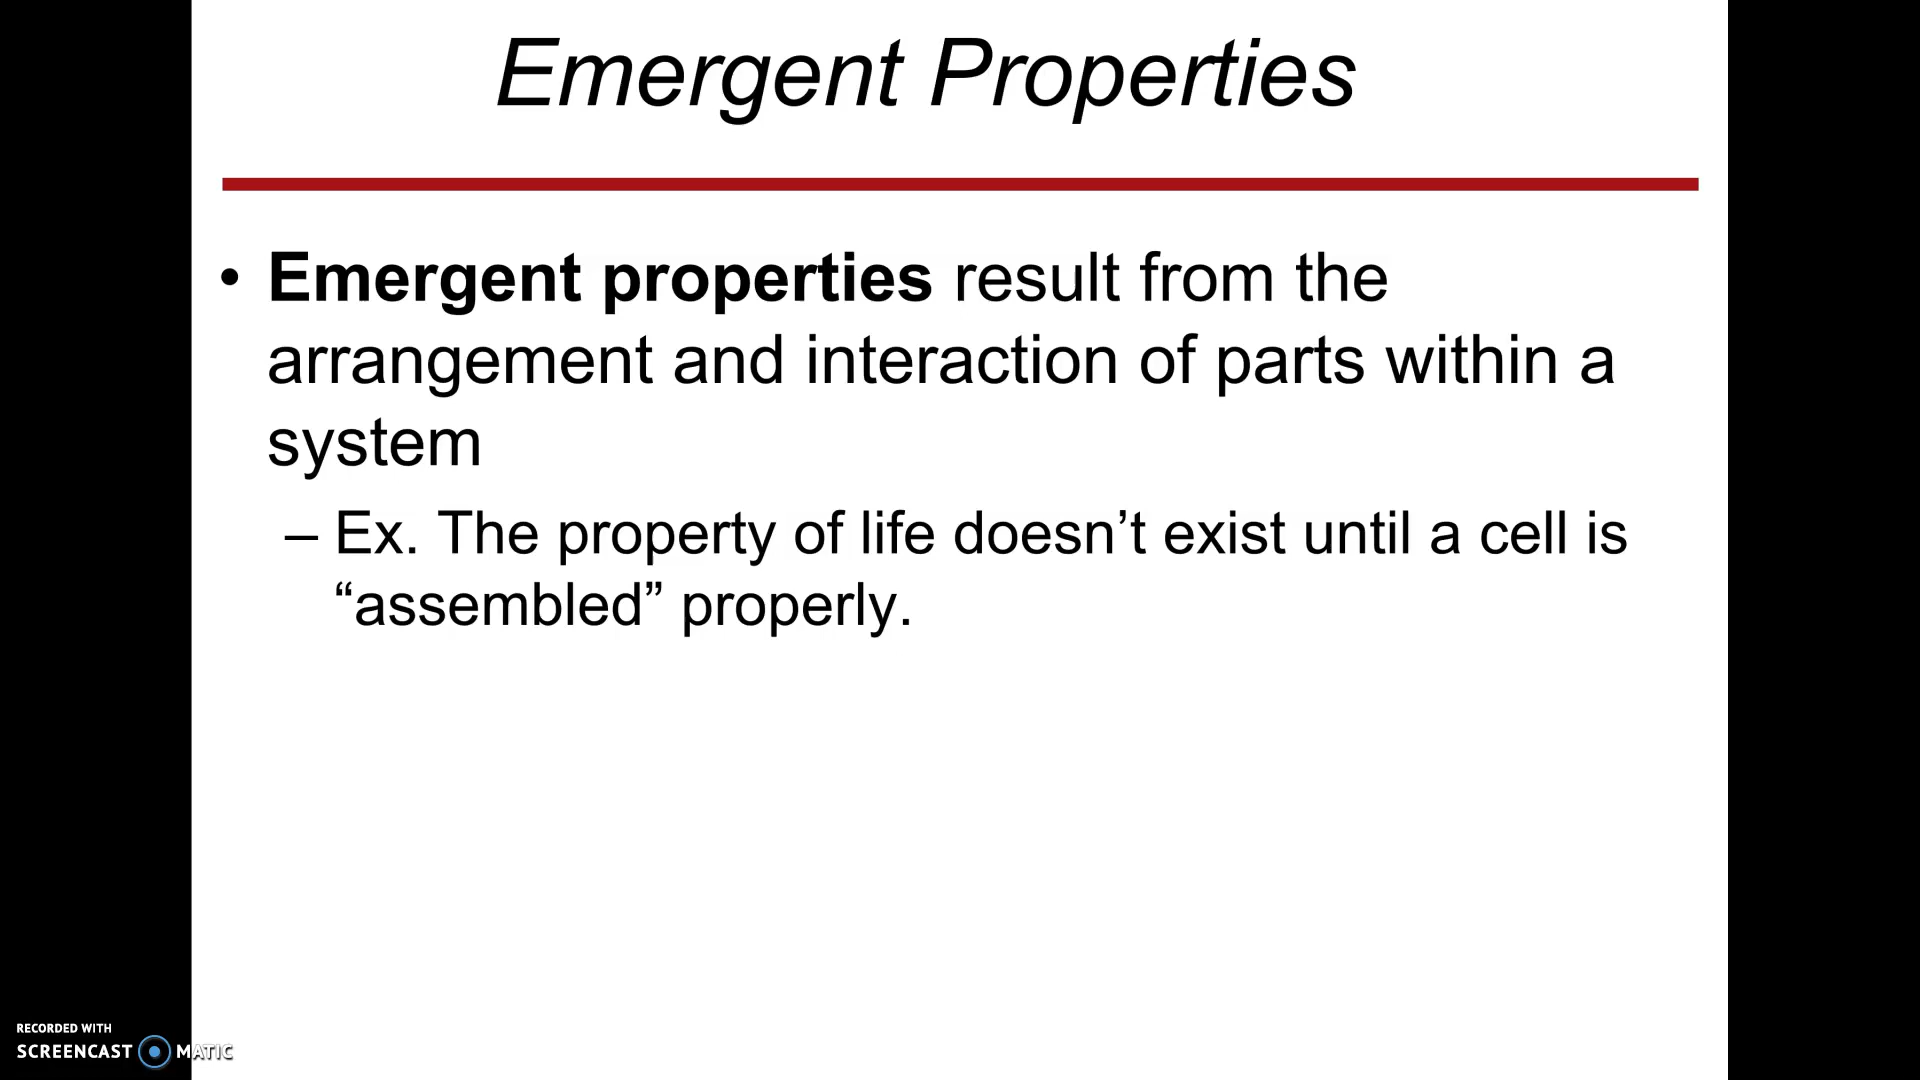 Emergent Properties
• Emergent properties result from the
arrangement and interaction of parts within a
system
– Ex. The property of life doesn’t exist until a cell is
“assembled” properly.
RECORDED WITH
SCREENCAST MATIC